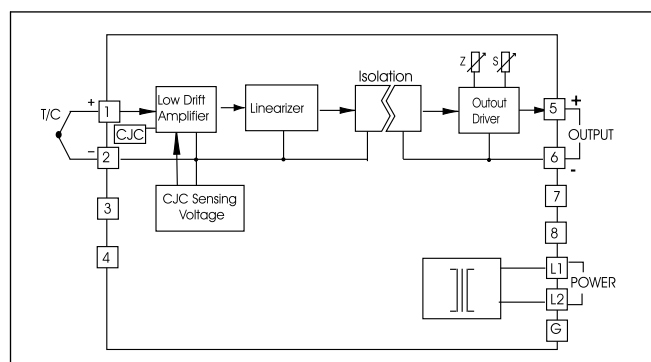 Isolation
Z
S
T/C
+
1
Low Drift
Amplifier
Linearizer
Outout
Driver
5
+
OUTPUT
CJC
−
2
6
-
CJC Sensing
Voltage
3
7
4
8
L1
POWER
L2
G